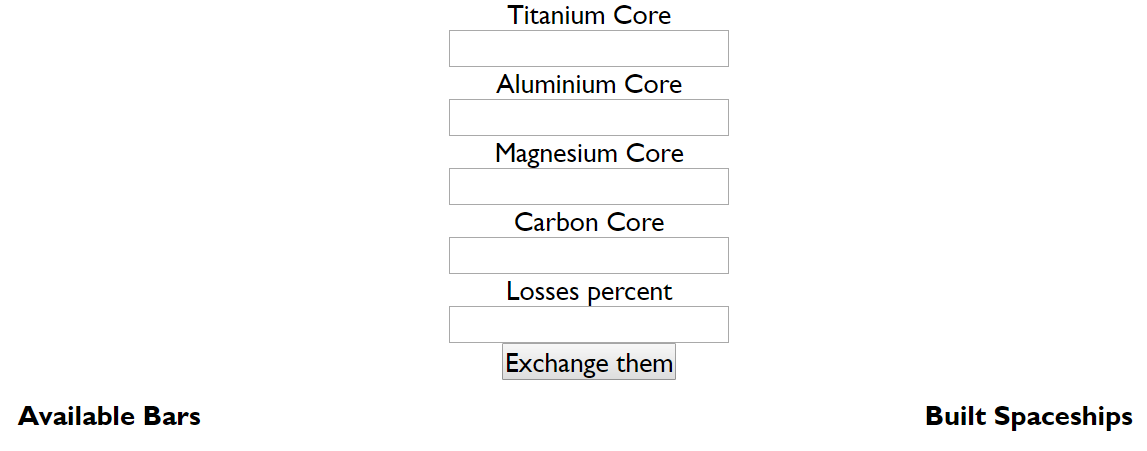 Titanium Core
Aluminium Core
Magnesium Core
Carbon Core
Losses percent
Exchange them
Available Bars
Built Spaceships